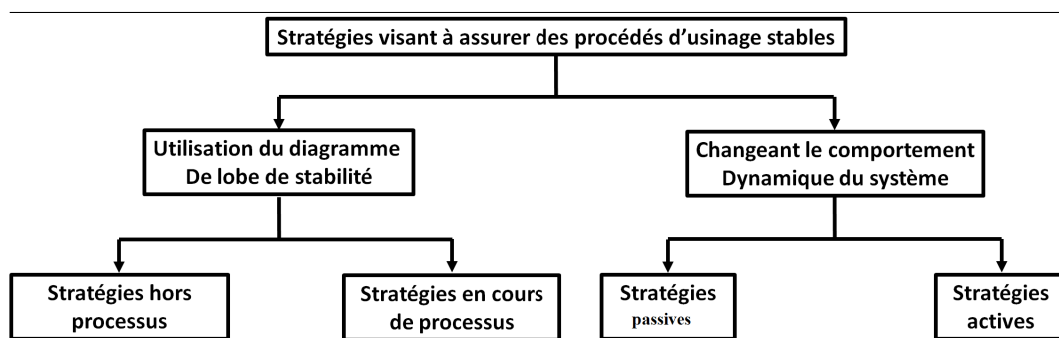 Stratégies visant à assurer des procédés d'usinage stables
Utilisation du diagramme
De lobe de stabilité
Changeant le comportement
Dynamique du système
Stratégies hors
processus
Stratégies en cours
de processus
Stratégies
passives
Stratégies
actives